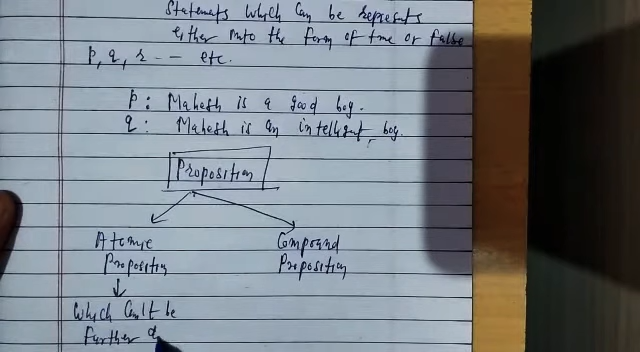 Statements which can be represents
either into the form of true or false
p, q, r -- etc.
p: Mahesh is a good boy.
q: Mahesh is an intelligent boy.
Proposition
Atomic Proposition
Compound Proposition
Which can't be
further